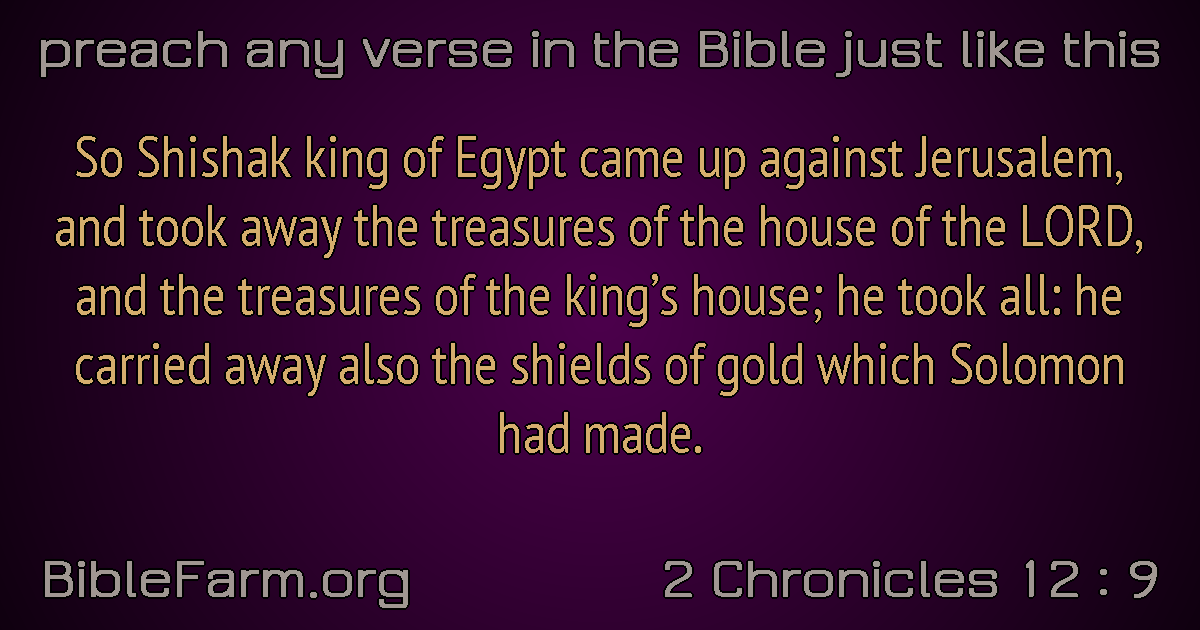 preach any verse in the Bible just like this
So Shishak king of Egypt came up against Jerusalem,
and took away the treasures of the house of the LORD,
and the treasures of the king’s house; he took all: he
carried away also the shields of gold which Solomon
had made.
BibleFarm.org
2 Chronicles 12 : 9